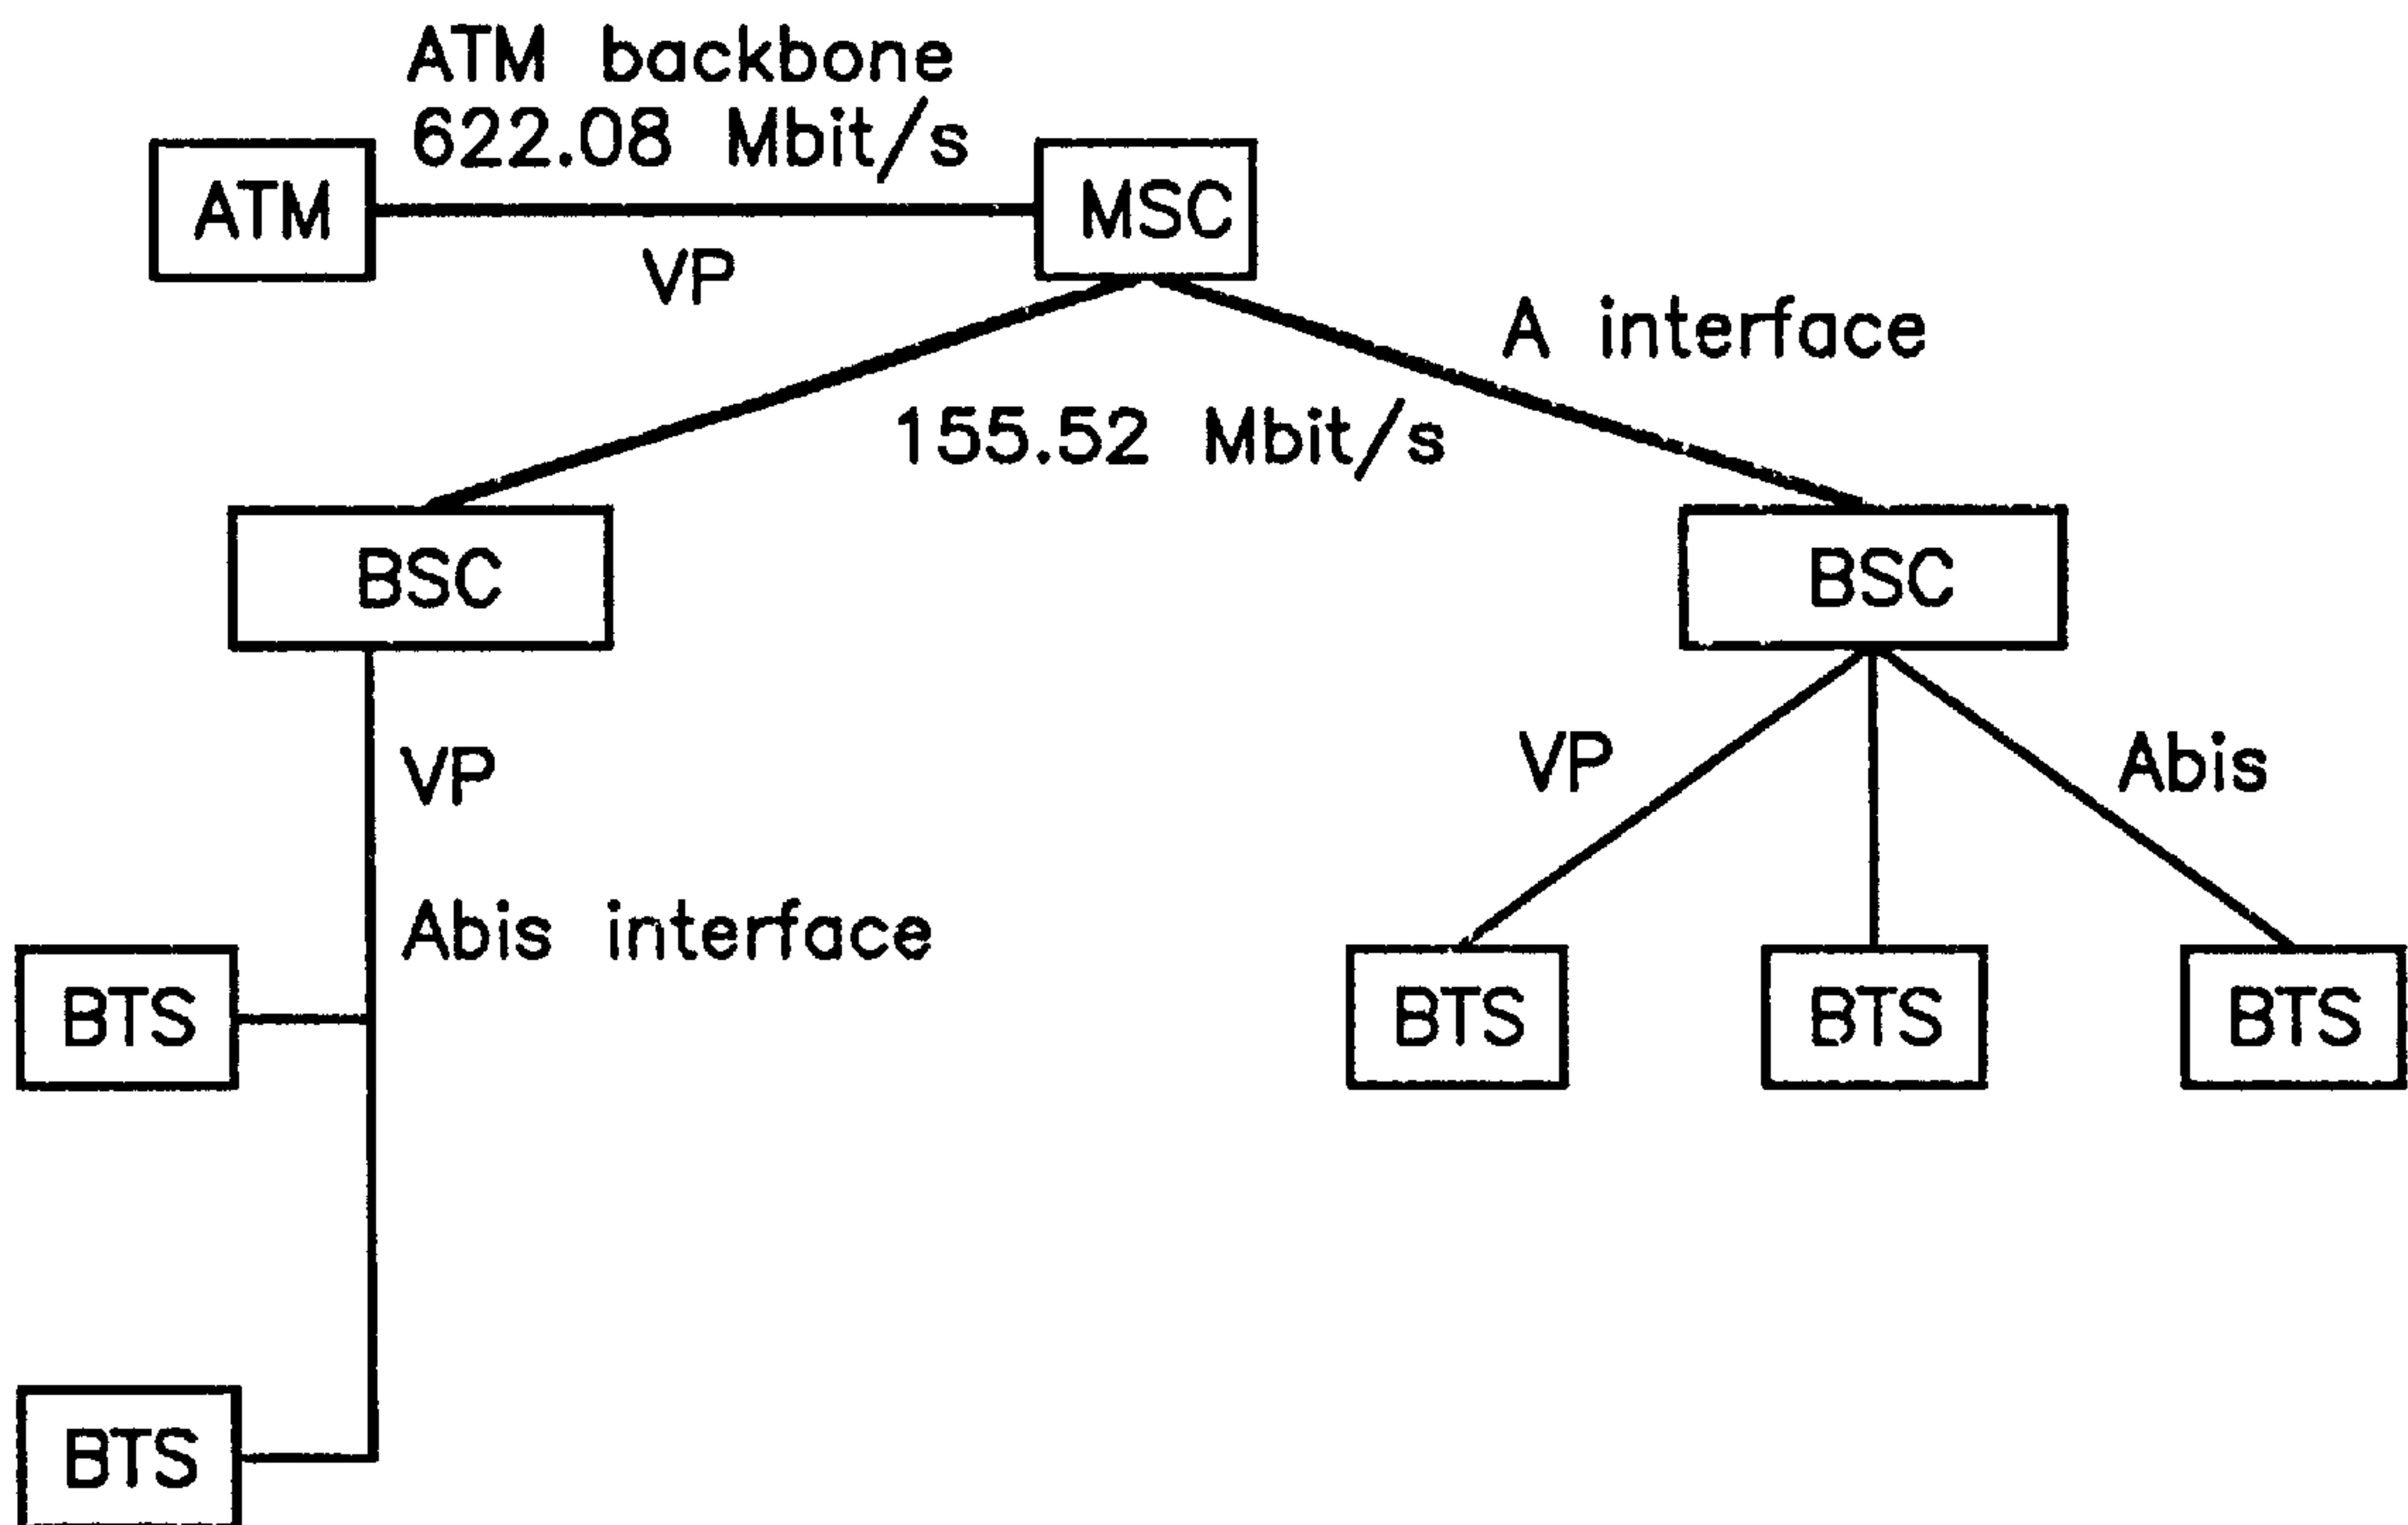 ATM backbone
622.08 Mbit/s
ATM
MSC
VP
A interface
155.52 Mbit/s
BSC
BSC
VP
VP
Abis
Abis interface
BTS
BTS
BTS
BTS
BTS